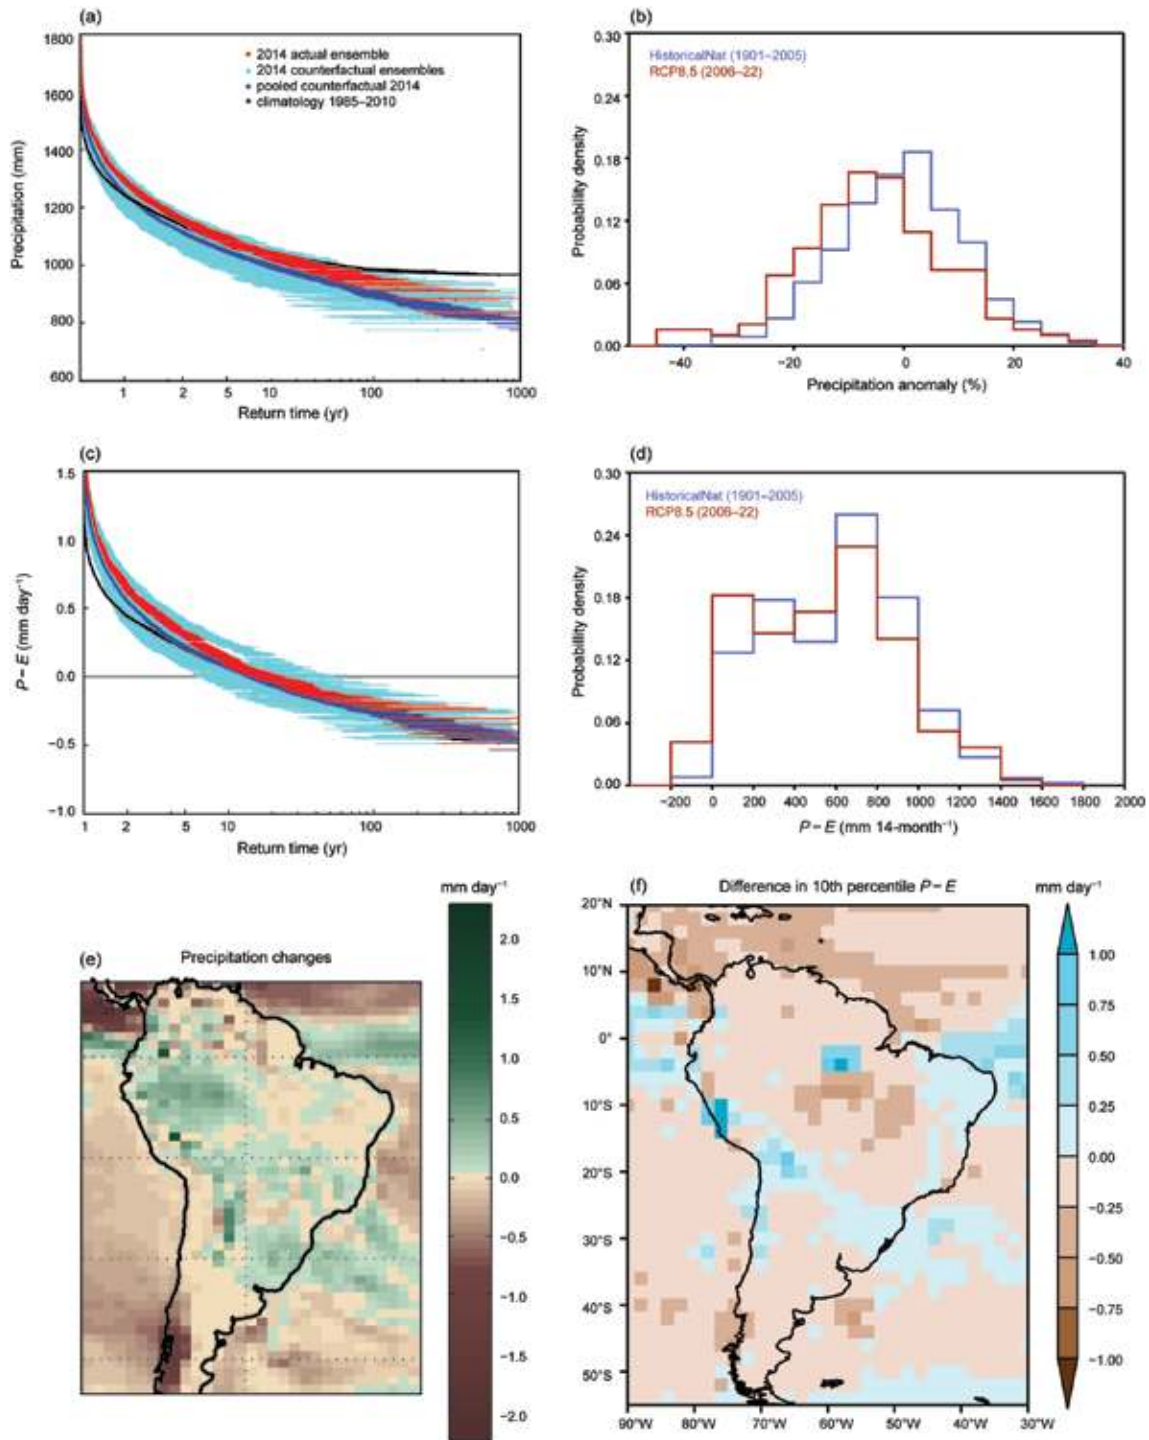 (a)
1800
1600
1400
1200
1000
800
600
Precipitation (mm)
2014 actual ensemble
2014 counterfactual ensembles
pooled counterfactual 2014
climatology 1985–2010
1 2 5 10 100 1000
Return time (yr)
(b)
0.30
0.24
0.18
0.12
0.06
0.00
Probability density
HistoricalNat (1901–2005)
RCP8.5 (2006–22)
−40 −20 0 20 40
Precipitation anomaly (%)
(c)
1.5
1.0
0.5
0.0
−0.5
−1.0
P − E (mm day⁻¹)
1 2 5 10 100 1000
Return time (yr)
(d)
0.30
0.24
0.18
0.12
0.06
0.00
Probability density
HistoricalNat (1901–2005)
RCP8.5 (2006–22)
−200 0 200 400 600 800 1000 1200 1400 1600 1800 2000
P − E (mm 14-month⁻¹)
(e)
Precipitation changes
mm day⁻¹
2.0
1.5
1.0
0.5
0.0
−0.5
−1.0
−1.5
−2.0
(f)
Difference in 10th percentile P − E
mm day⁻¹
20°N
10°N
0°
10°S
20°S
30°S
40°S
50°S
90°W 80°W 70°W 60°W 50°W 40°W 30°W
1.00
0.75
0.50
0.25
0.00
−0.25
−0.50
−0.75
−1.00